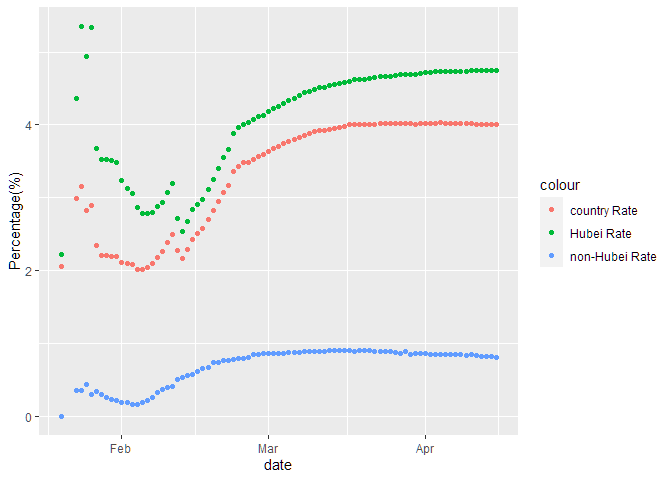 Percentage(%)
4
2
0
Feb
Mar
Apr
date
colour
country Rate
Hubei Rate
non-Hubei Rate